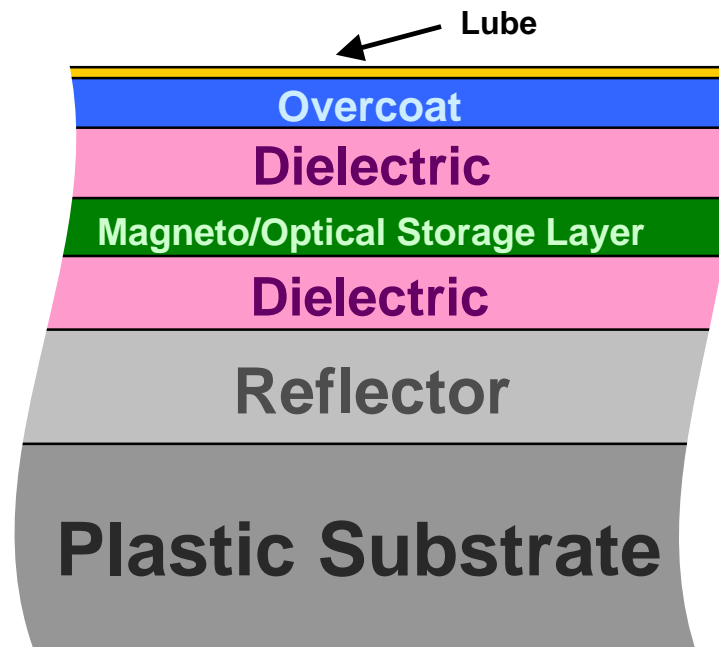 Lube
Overcoat
Dielectric
Magneto/Optical Storage Layer
Dielectric
Reflector
Plastic Substrate